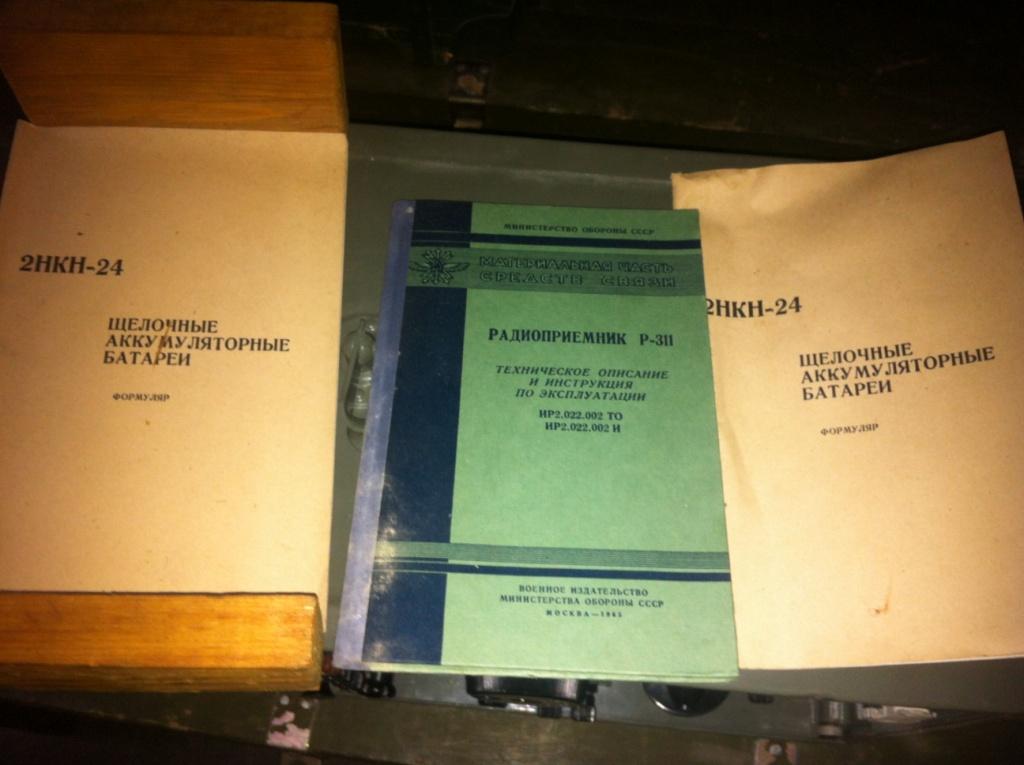 2НКН-24
ЩЕЛОЧНЫЕ
АККУМУЛЯТОРНЫЕ
БАТАРЕИ
ФОРМУЛЯР
МИНИСТЕРСТВО ОБОРОНЫ СССР
МАТЕРИАЛЬНАЯ ЧАСТЬ
СРЕДСТВ СВЯЗИ
РАДИОПРИЕМНИК Р-311
ТЕХНИЧЕСКОЕ ОПИСАНИЕ
И ИНСТРУКЦИЯ
ПО ЭКСПЛУАТАЦИИ
ИР2.022.002 ТО
ИР2.022.002 И
ВОЕННОЕ ИЗДАТЕЛЬСТВО
МИНИСТЕРСТВА ОБОРОНЫ СССР
МОСКВА—1965
2НКН-24
ЩЕЛОЧНЫЕ
АККУМУЛЯТОРНЫЕ
БАТАРЕИ
ФОРМУЛЯР